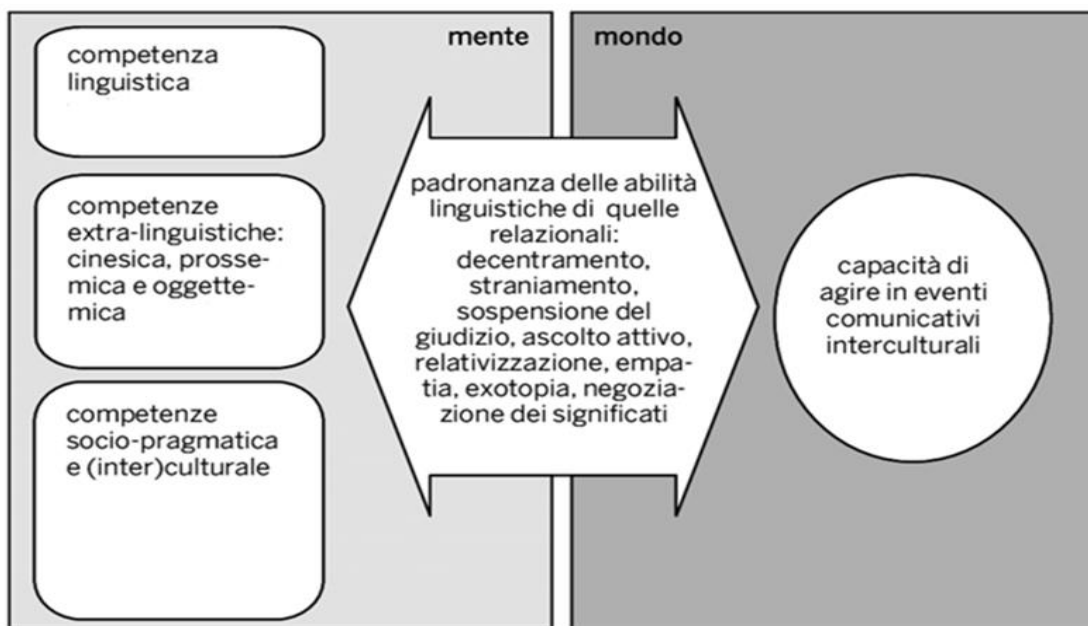 mente
mondo
competenza
linguistica
competenze
extra-linguistiche:
cinesica, prosse-
mica e oggette-
mica
competenze
socio-pragmatica
e (inter)culturale
padronanza delle abilità
linguistiche di quelle
relazionali:
decentramento,
straniamento,
sospensione del
giudizio, ascolto attivo,
relativizzazione, empa-
tia, exotopia, negozia-
azione dei significati
capacità di
agire in eventi
comunicativi
interculturali